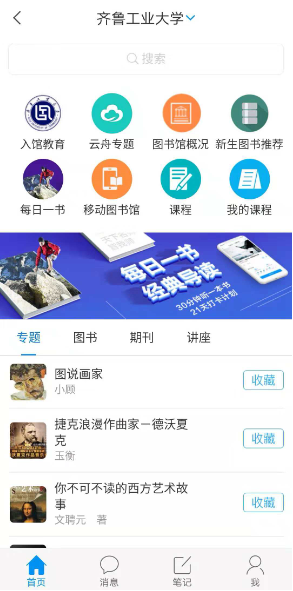 齐鲁工业大学
搜索
入馆教育 云舟专题 图书馆概况 新生图书推荐
每日一书 移动图书馆 课程 我的课程
每日一书
经典导读
30分钟听一本书
21天打卡计划
专题 图书 期刊 讲座
图说画家
小顾
收藏
捷克浪漫作曲家－德沃夏
克
玉衡
收藏
你不可不读的西方艺术故
事
文聘元 著
收藏
首页 消息 笔记 我